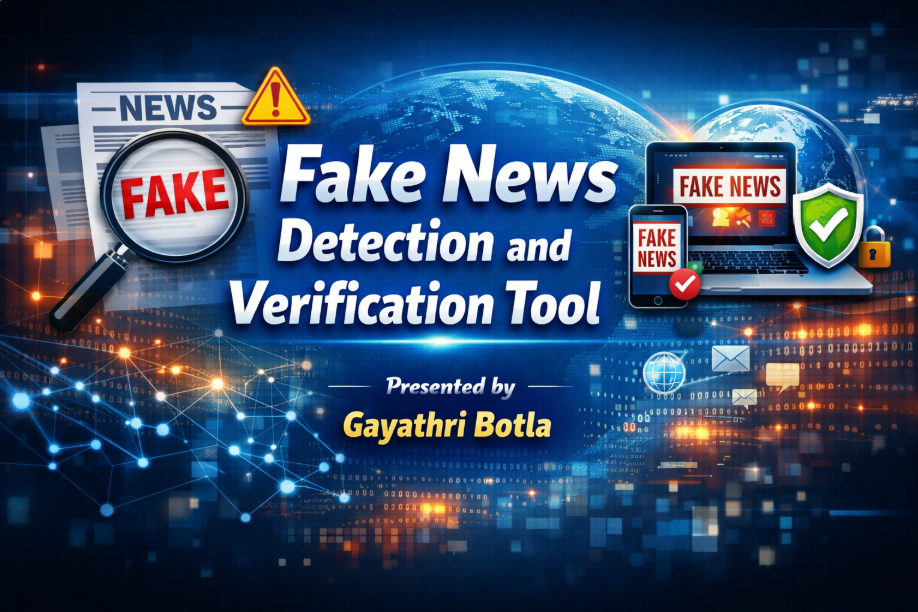 NEWS
FAKE
Fake News
Detection and
Verification Tool
FAKE NEWS
FAKE
NEWS
Presented by
Gayathri Botla